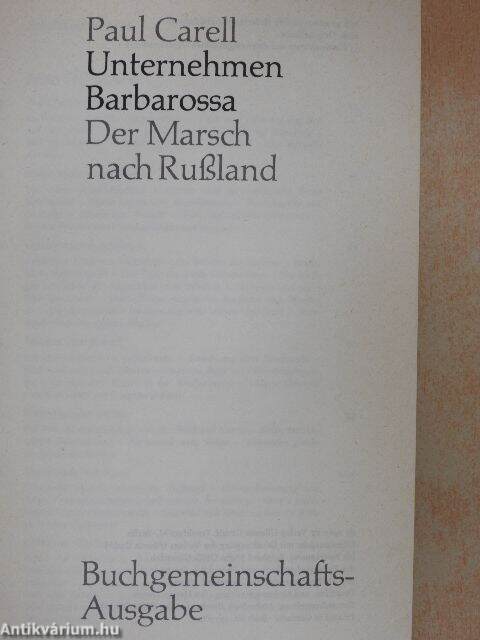 Paul Carell
Unternehmen
Barbarossa
Der Marsch
nach Rußland
Buchgemeinschafts-
Ausgabe
Antikvárium.hu